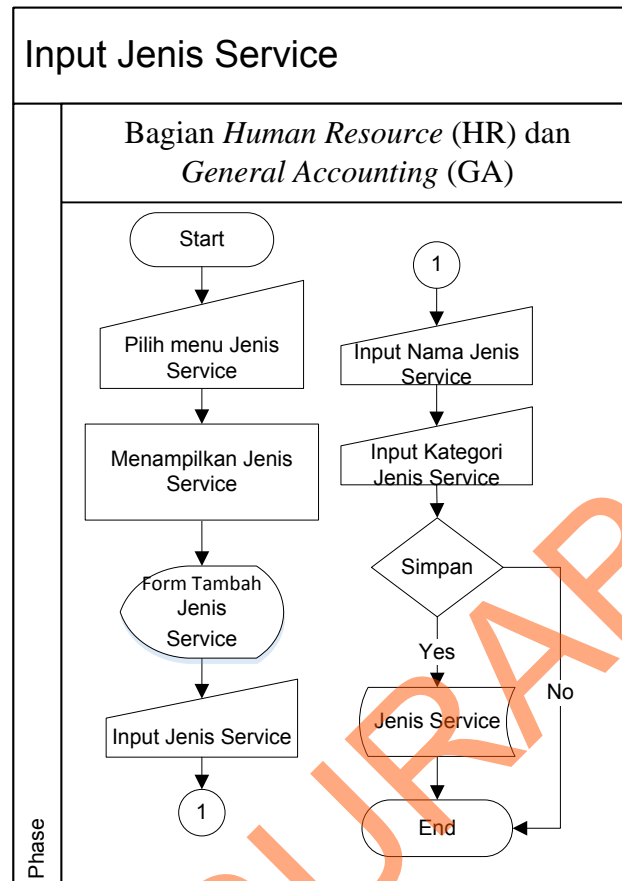 Input Jenis Service
Bagian Human Resource (HR) dan
General Accounting (GA)
Start
Pilih menu Jenis
Service
Menampilkan Jenis
Service
Form Tambah
Jenis
Service
Input Jenis Service
1
1
Input Nama Jenis
Service
Input Kategori
Jenis Service
Simpan
Yes
No
Jenis Service
End
Phase